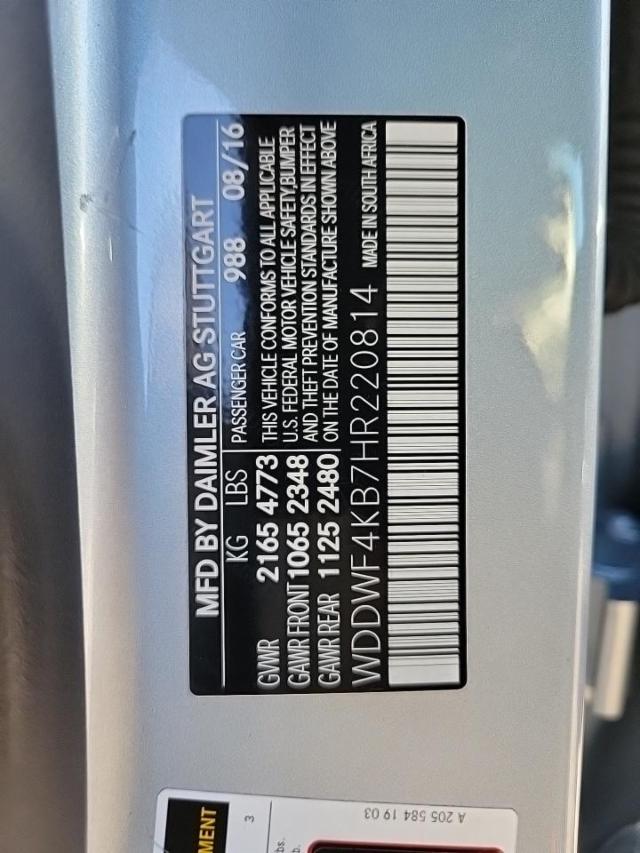 MFD BY DAIMLER AG STUTTGART
KG LBS PASSENGER CAR 988 08/16
GVWR 2165 4773 THIS VEHICLE CONFORMS TO ALL APPLICABLE
GAWR FRONT 1065 2348 U.S. FEDERAL MOTOR VEHICLE SAFETY,BUMPER
AND THEFT PREVENTION STANDARDS IN EFFECT
GAWR REAR 1125 2480 ON THE DATE OF MANUFACTURE SHOWN ABOVE
WDDWF4KB7HR220814 MADE IN SOUTH AFRICA
MENT
3
bs.
b.
A 205 584 19 03